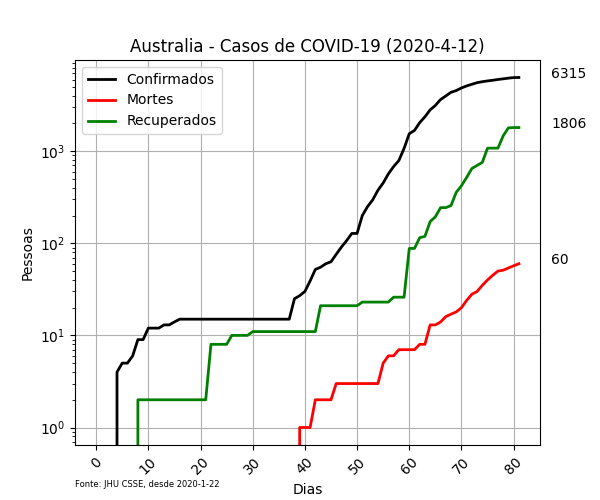 Australia - Casos de COVID-19 (2020-4-12)
Confirmados
Mortes
Recuperados
6315
1806
60
10³
10²
10¹
10⁰
Pessoas
0 10 20 30 40 50 60 70 80
Dias
Fonte: JHU CSSE, desde 2020-1-22